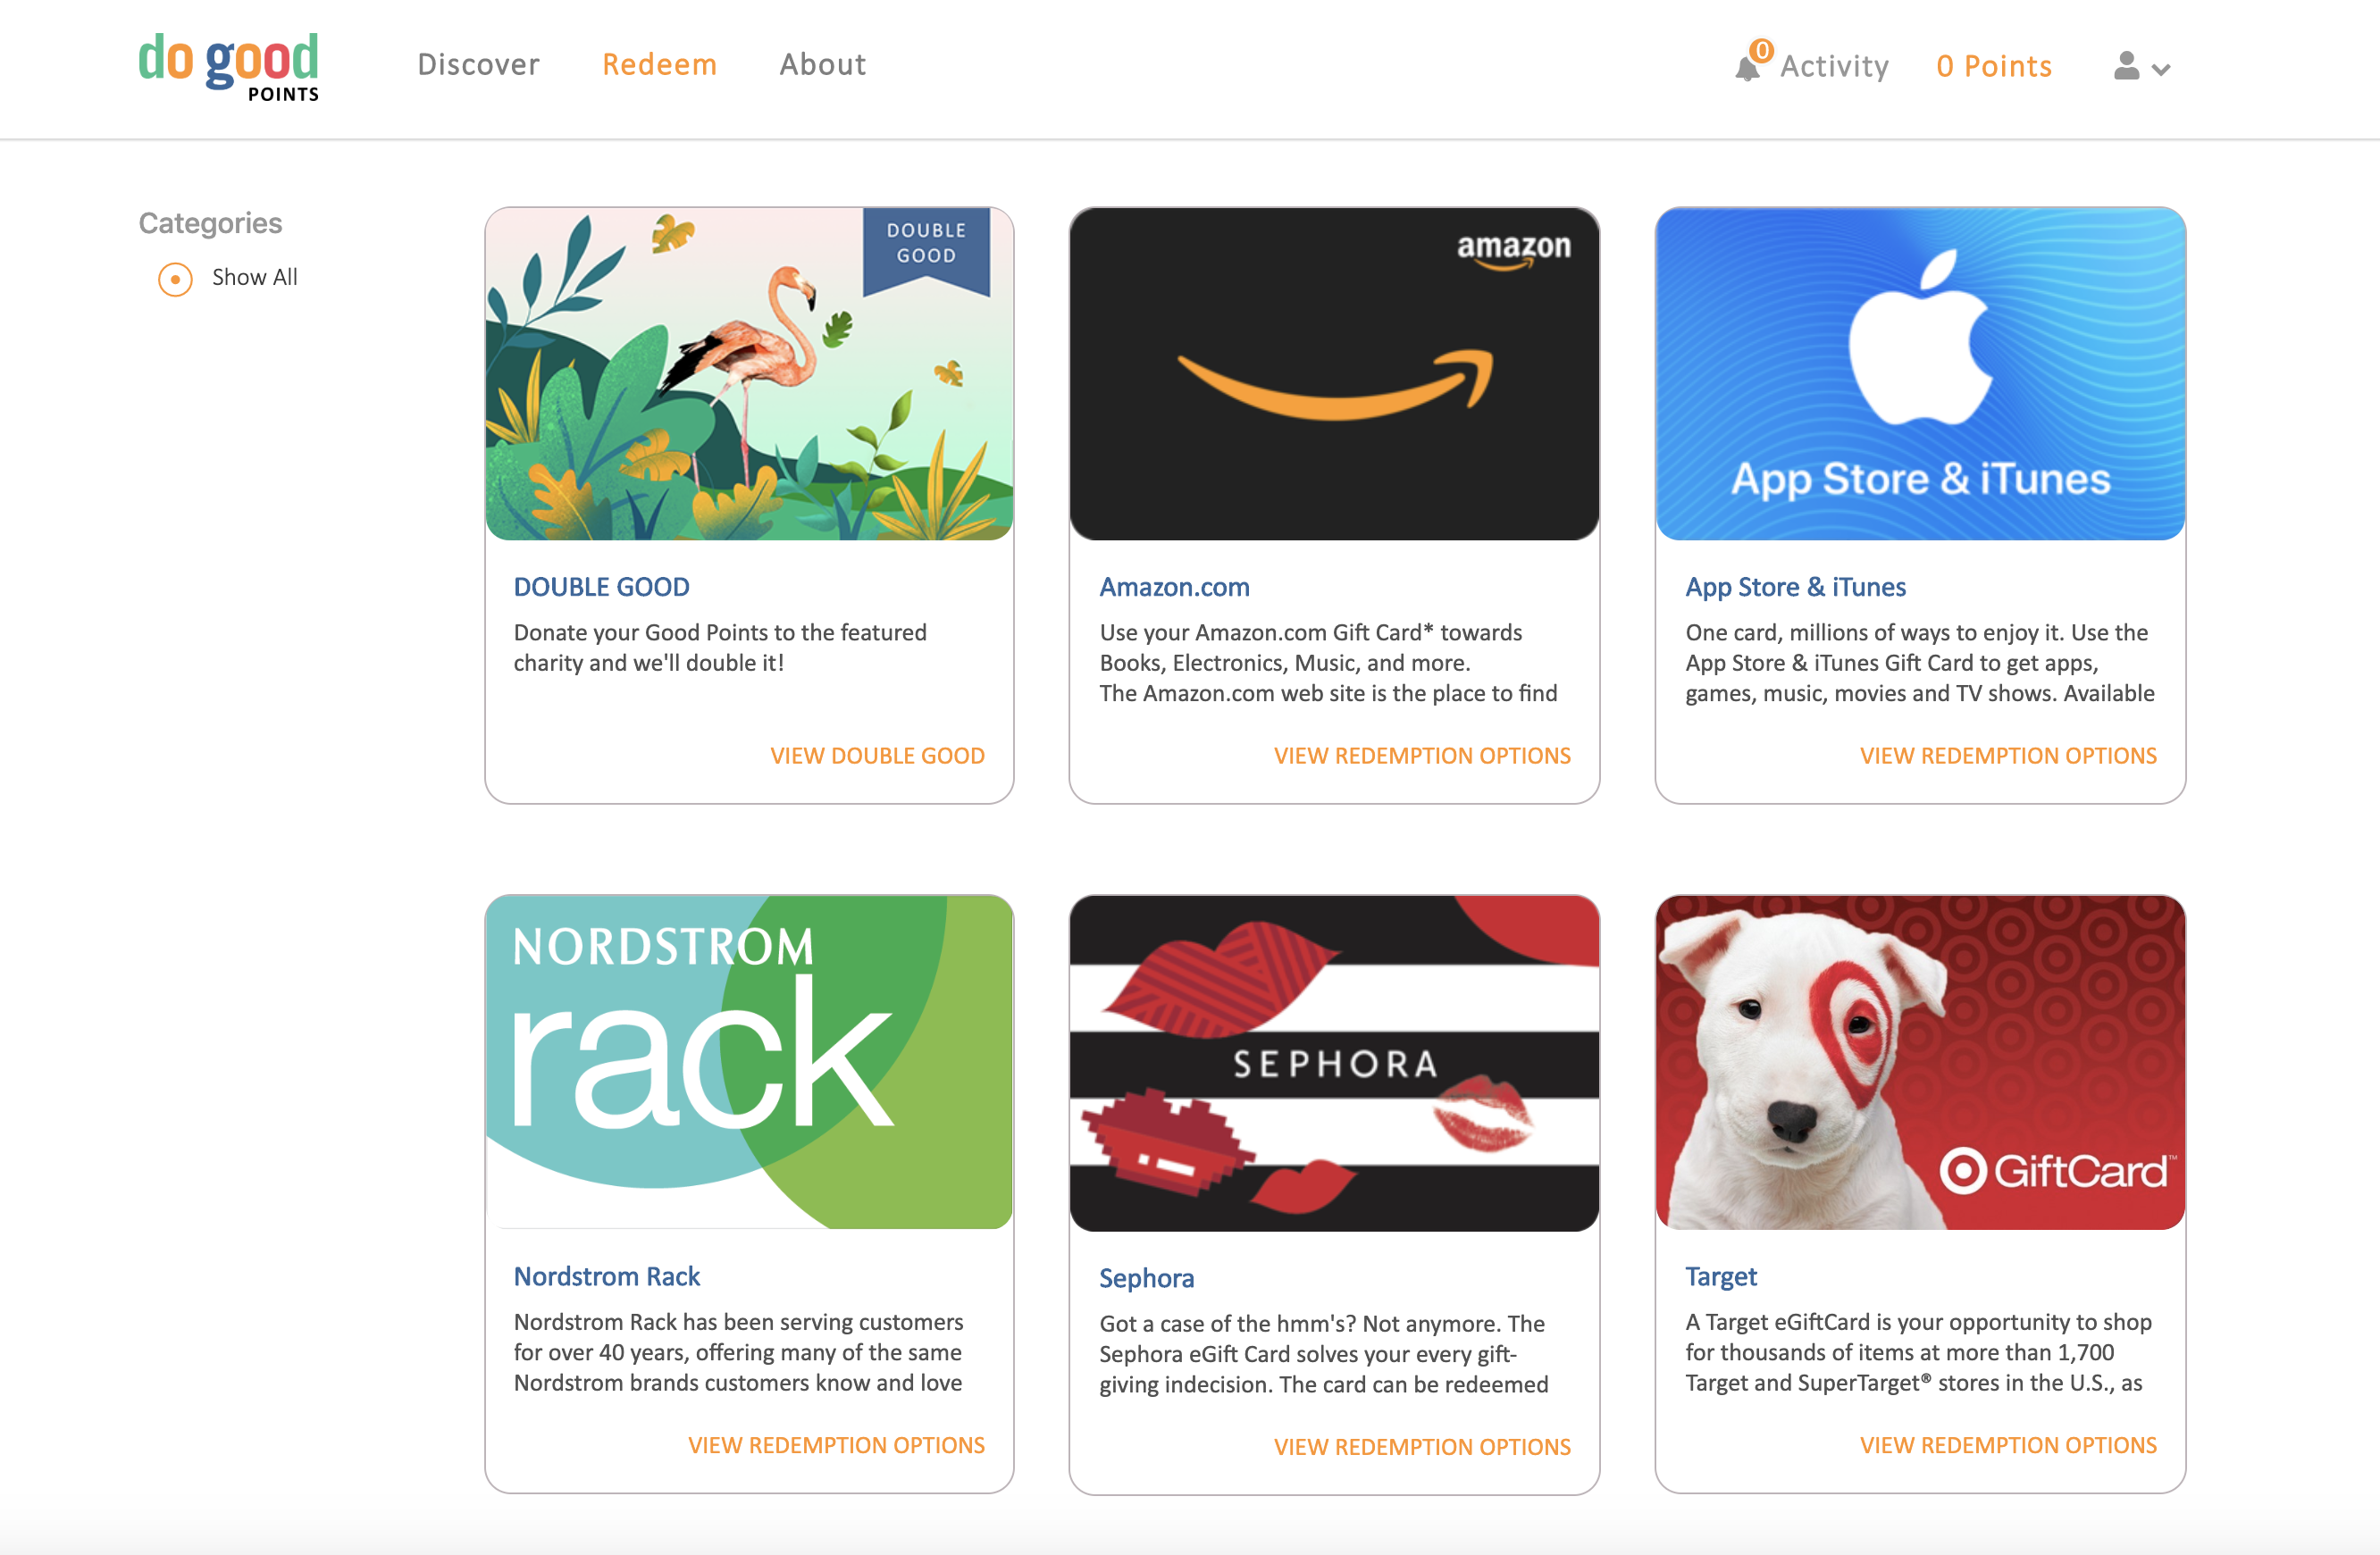 do good
POINTS
Discover
Redeem
About
0
Activity
0 Points
Categories
Show All
DOUBLE
GOOD
DOUBLE GOOD
Donate your Good Points to the featured
charity and we'll double it!
VIEW DOUBLE GOOD
amazon
Amazon.com
Use your Amazon.com Gift Card* towards
Books, Electronics, Music, and more.
The Amazon.com web site is the place to find
VIEW REDEMPTION OPTIONS
App Store & iTunes
App Store & iTunes
One card, millions of ways to enjoy it. Use the
App Store & iTunes Gift Card to get apps,
games, music, movies and TV shows. Available
VIEW REDEMPTION OPTIONS
NORDSTROM
rack
Nordstrom Rack
Nordstrom Rack has been serving customers
for over 40 years, offering many of the same
Nordstrom brands customers know and love
VIEW REDEMPTION OPTIONS
SEPHORA
Sephora
Got a case of the hmm's? Not anymore. The
Sephora eGift Card solves your every gift-
giving indecision. The card can be redeemed
VIEW REDEMPTION OPTIONS
GiftCard™
Target
A Target eGiftCard is your opportunity to shop
for thousands of items at more than 1,700
Target and SuperTarget® stores in the U.S., as
VIEW REDEMPTION OPTIONS